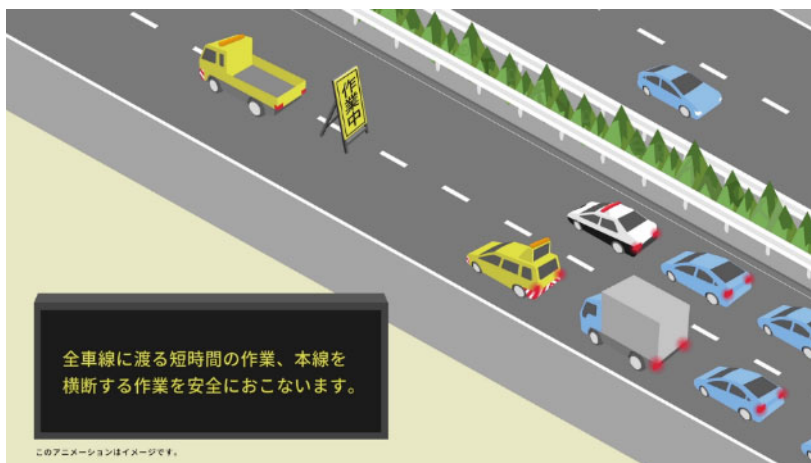 作業中
全車線に渡る短時間の作業、本線を
横断する作業を安全におこないます。
このアニメーションはイメージです。